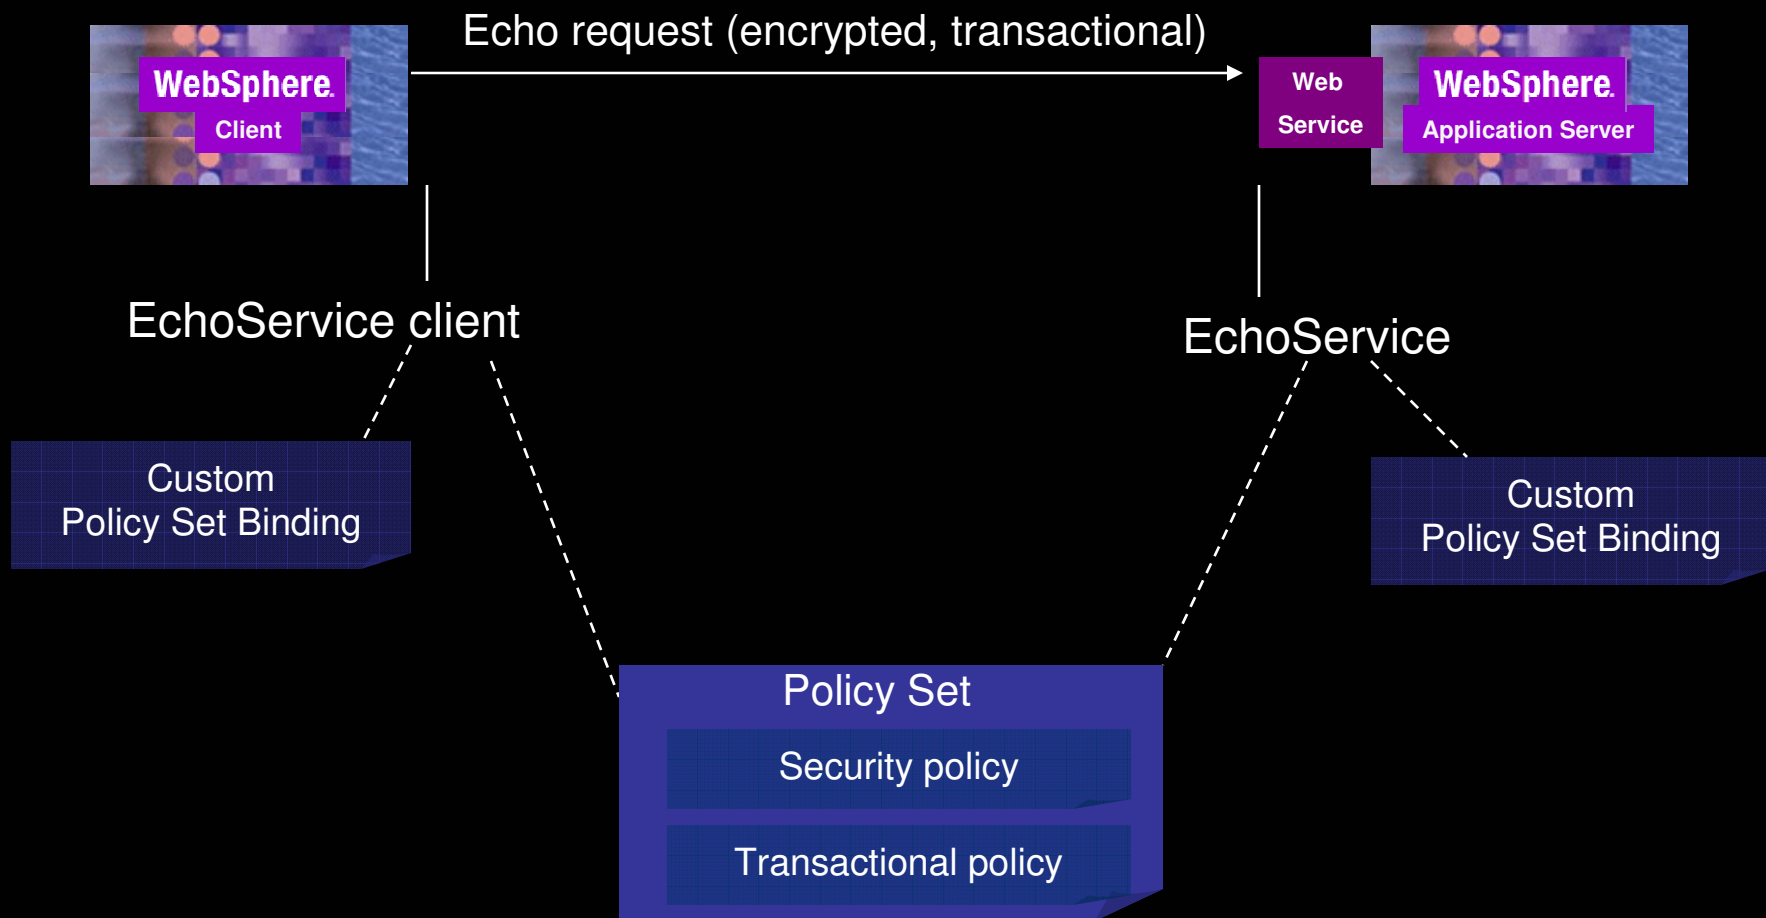 Echo request (encrypted, transactional)
WebSphere.
Client
Web
Service
WebSphere.
Application Server
EchoService client
EchoService
Custom
Policy Set Binding
Custom
Policy Set Binding
Policy Set
Security policy
Transactional policy